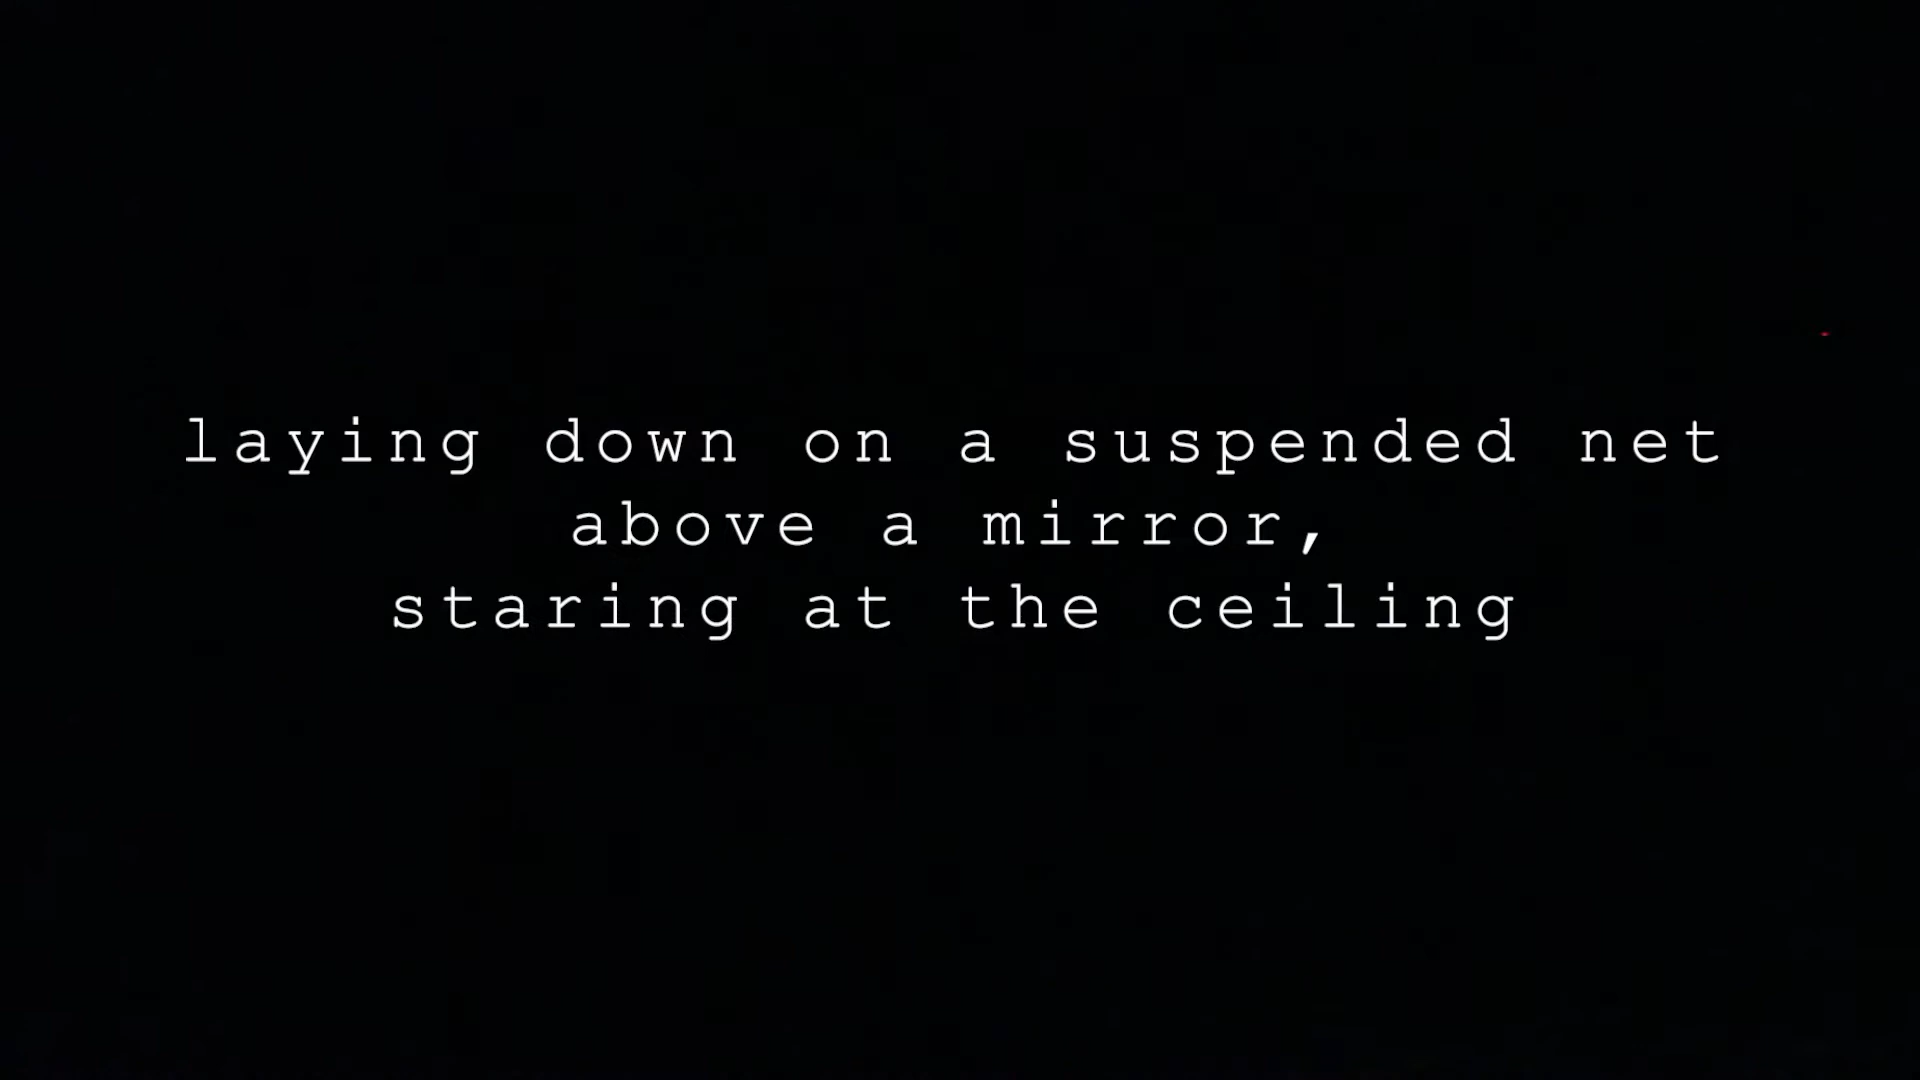 laying down on a suspended net
above a mirror,
staring at the ceiling